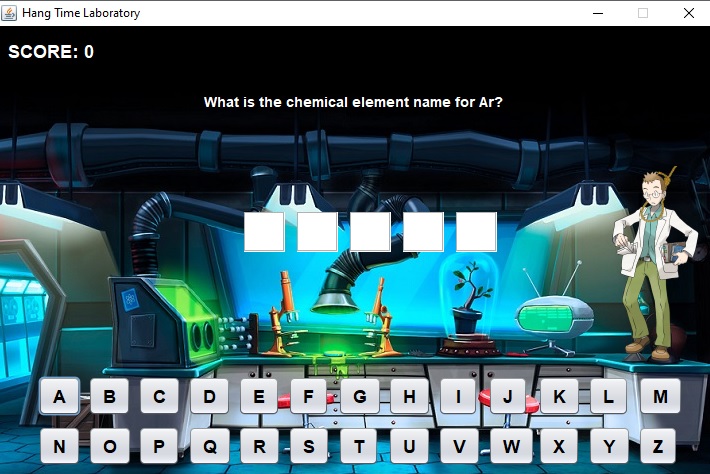 Hang Time Laboratory
SCORE: 0
What is the chemical element name for Ar?
A B C D E F G H I J K L M
N O P Q R S T U V W X Y Z